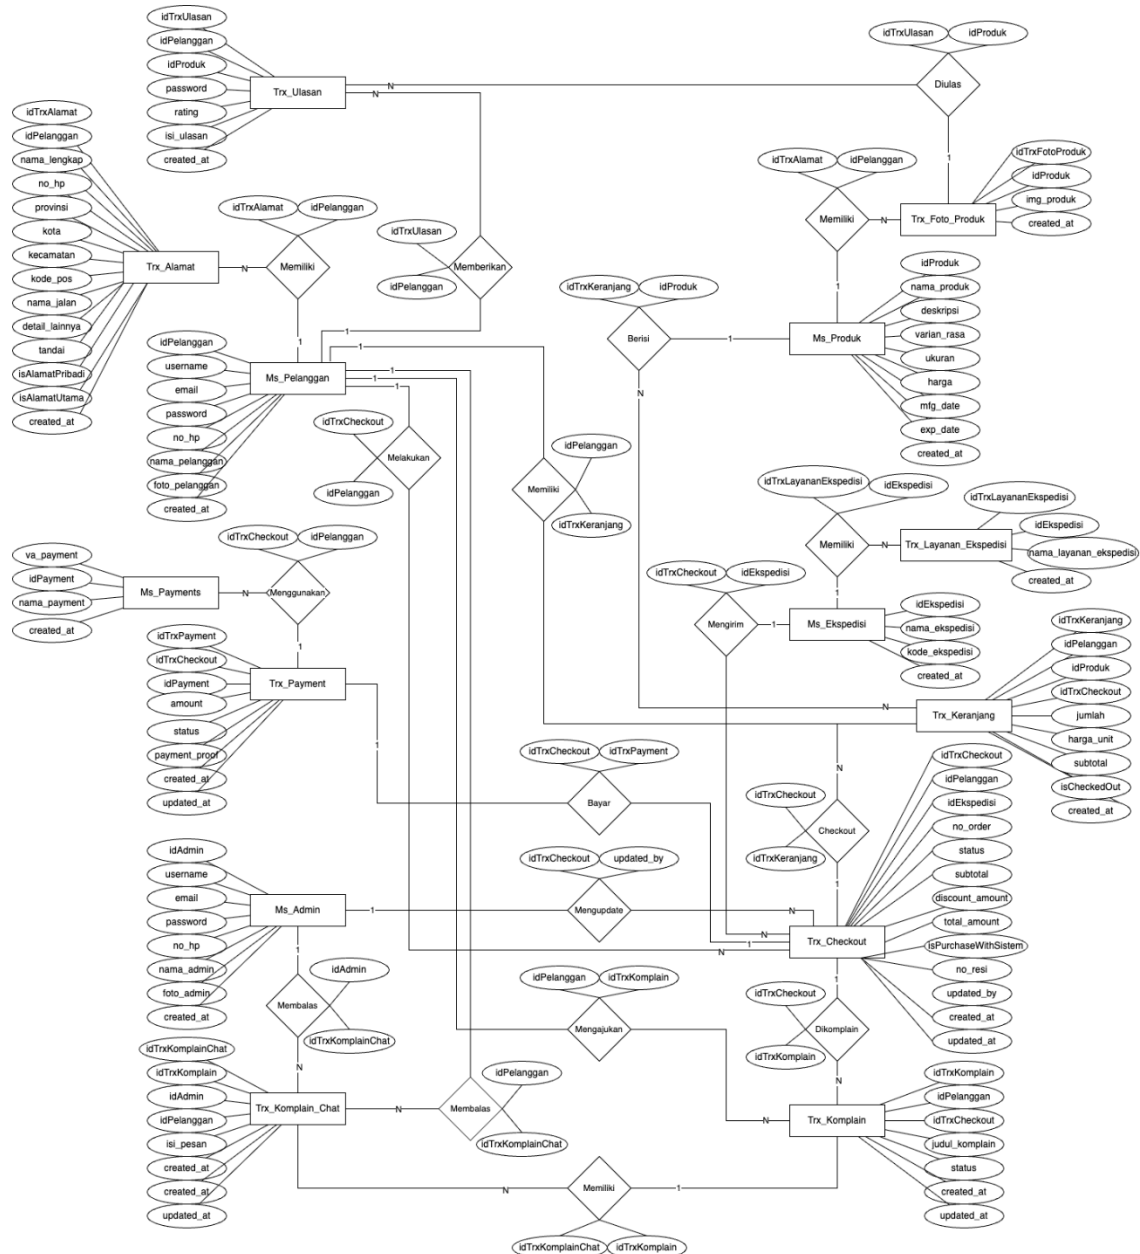 idTrxUlasan
idPelanggan
idProduk
password
rating
isi_ulasan
created_at
Trx_Ulasan
N
N
idTrxUlasan
idProduk
Diulas
1
idTrxAlamat
idPelanggan
nama_lengkap
no_hp
provinsi
kota
kecamatan
kode_pos
nama_jalan
detail_lainnya
tandai
isAlamatPribadi
isAlamatUtama
created_at
Trx_Alamat
N
idTrxAlamat
idPelanggan
Memiliki
1
idTrxUlasan
idPelanggan
Memberikan
1
idTrxAlamat
idPelanggan
Memiliki
N
1
Trx_Foto_Produk
idTrxFotoProduk
idProduk
img_produk
created_at
idTrxKeranjang
idProduk
Berisi
1
N
Ms_Produk
idProduk
nama_produk
deskripsi
varian_rasa
ukuran
harga
mfg_date
exp_date
created_at
idPelanggan
username
email
password
no_hp
nama_pelanggan
foto_pelanggan
created_at
Ms_Pelanggan
1
1
1
1
idTrxCheckout
idPelanggan
Melakukan
idPelanggan
idTrxKeranjang
Memiliki
idTrxLayananEkspedisi
idEkspedisi
Memiliki
N
1
Trx_Layanan_Ekspedisi
idTrxLayananEkspedisi
idEkspedisi
nama_layanan_ekspedisi
created_at
va_payment
idPayment
nama_payment
created_at
Ms_Payments
N
idTrxCheckout
idPelanggan
Menggunakan
1
idTrxCheckout
idEkspedisi
Mengirim
1
Ms_Ekspedisi
idEkspedisi
nama_ekspedisi
kode_ekspedisi
created_at
idTrxPayment
idTrxCheckout
idPayment
amount
status
payment_proof
created_at
updated_at
Trx_Payment
1
N
Trx_Keranjang
idTrxKeranjang
idPelanggan
idProduk
idTrxCheckout
jumlah
harga_unit
subtotal
isCheckedOut
created_at
idTrxCheckout
idTrxPayment
Bayar
N
idTrxCheckout
idTrxKeranjang
Checkout
1
idAdmin
username
email
password
no_hp
nama_admin
foto_admin
created_at
Ms_Admin
1
1
idTrxCheckout
updated_by
Mengupdate
N
N
1
N
Trx_Checkout
idTrxCheckout
idPelanggan
idEkspedisi
no_order
status
subtotal
discount_amount
total_amount
isPurchaseWithSistem
no_resi
updated_by
created_at
updated_at
idAdmin
idTrxKomplainChat
Membalas
N
idPelanggan
idTrxKomplain
Mengajukan
N
1
idTrxCheckout
idTrxKomplain
Dikomplain
N
idTrxKomplainChat
idTrxKomplain
idAdmin
idPelanggan
isi_pesan
created_at
created_at
updated_at
Trx_Komplain_Chat
N
idPelanggan
idTrxKomplainChat
Membalas
Trx_Komplain
idTrxKomplain
idPelanggan
idTrxCheckout
judul_komplain
status
created_at
updated_at
N
Memiliki
1
idTrxKomplainChat
idTrxKomplain